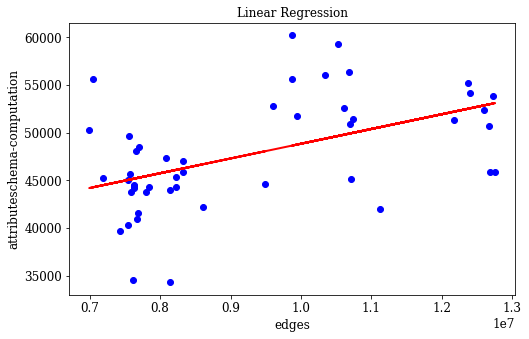 Linear Regression
attributeschema-computation
60000
55000
50000
45000
40000
35000
0.7 0.8 0.9 1.0 1.1 1.2 1.3
1e7
edges